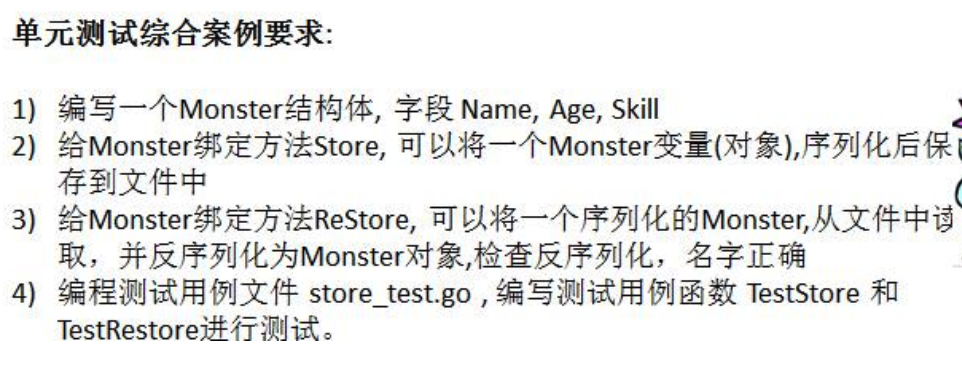 单元测试综合案例要求:
1) 编写一个Monster结构体, 字段 Name, Age, Skill
2) 给Monster绑定方法Store, 可以将一个Monster变量(对象),序列化后保
存到文件中
3) 给Monster绑定方法ReStore, 可以将一个序列化的Monster,从文件中读
取，并反序列化为Monster对象,检查反序列化，名字正确
4) 编程测试用例文件 store_test.go , 编写测试用例函数 TestStore 和
TestRestore进行测试。